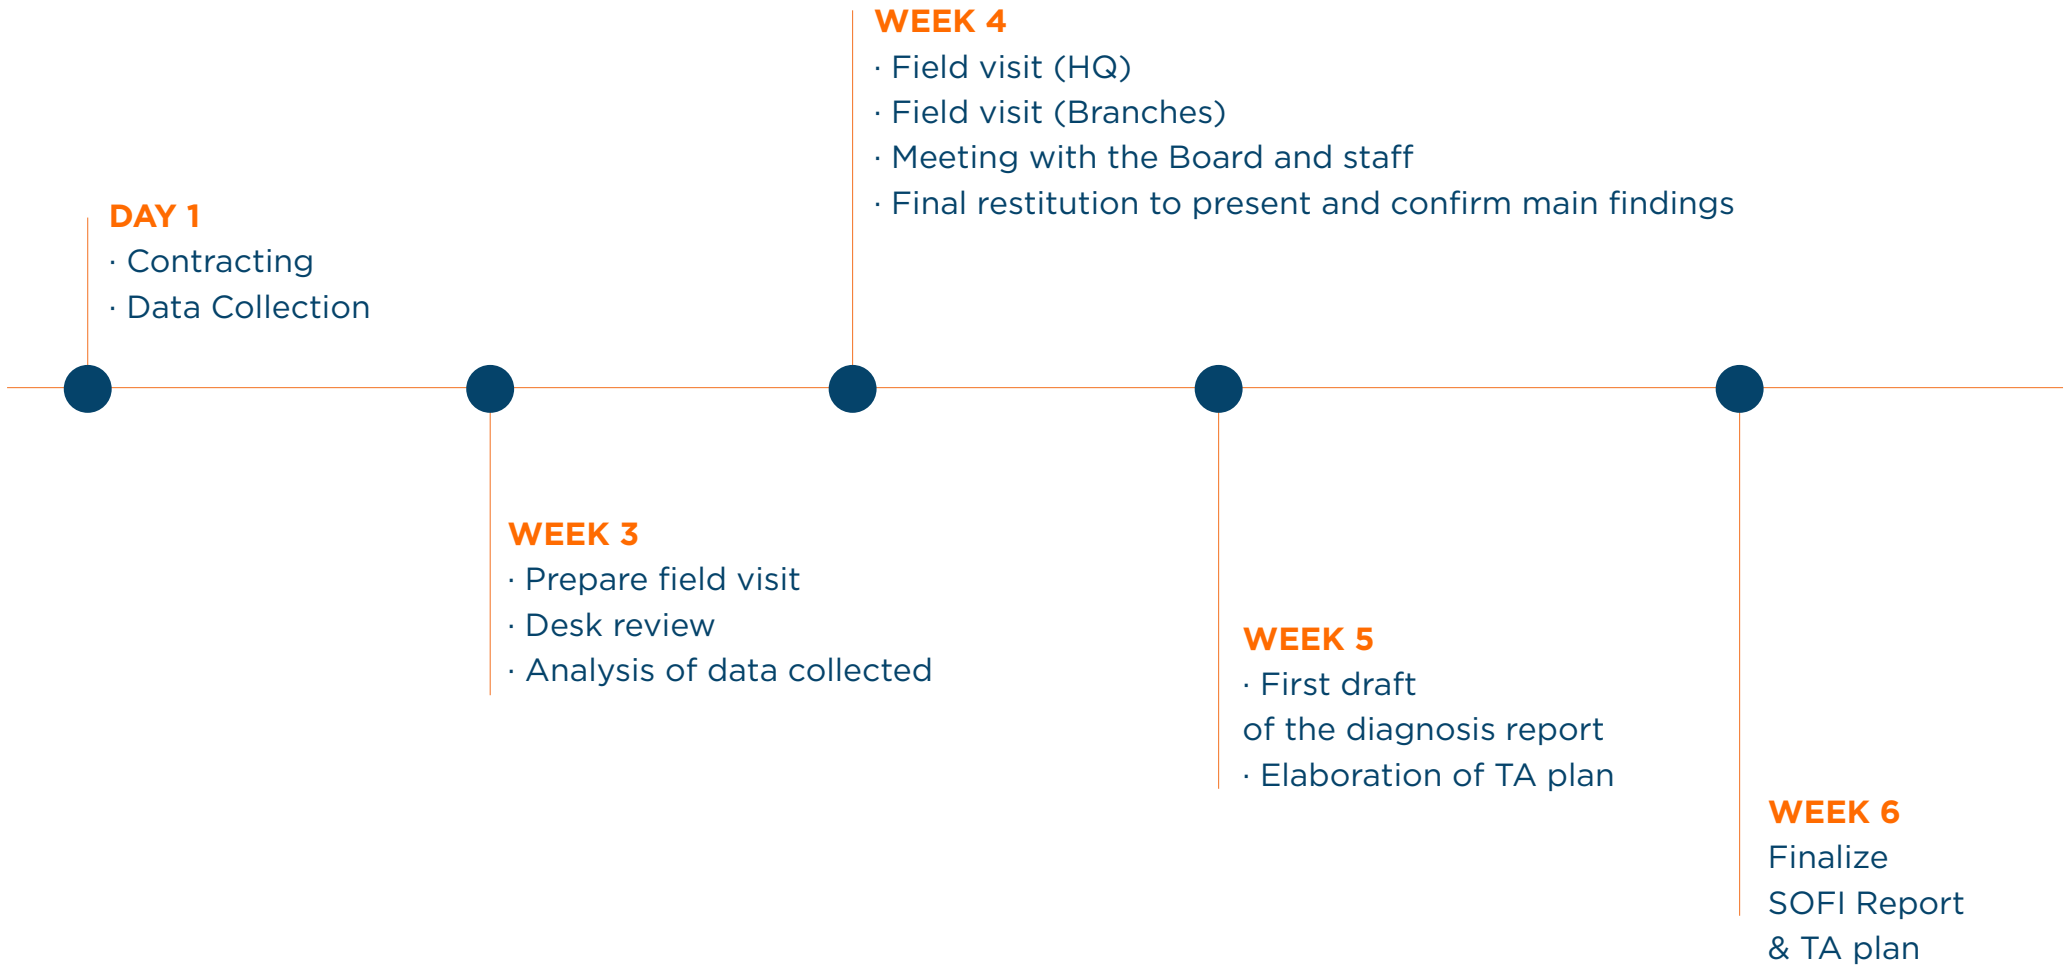 DAY 1
· Contracting
· Data Collection
WEEK 3
· Prepare field visit
· Desk review
· Analysis of data collected
WEEK 4
· Field visit (HQ)
· Field visit (Branches)
· Meeting with the Board and staff
· Final restitution to present and confirm main findings
WEEK 5
· First draft
of the diagnosis report
· Elaboration of TA plan
WEEK 6
Finalize
SOFI Report
& TA plan